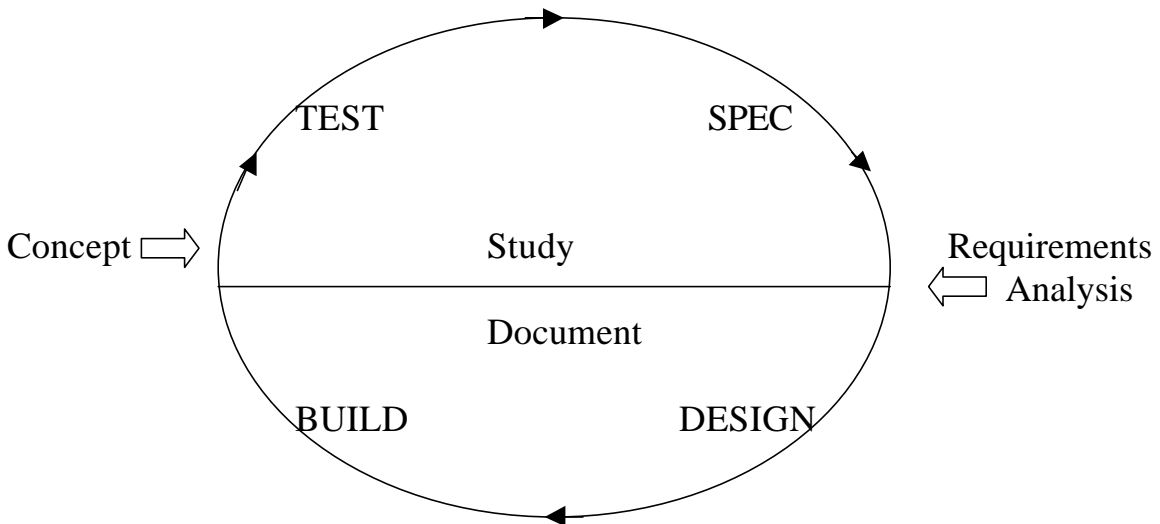 TEST
SPEC
Concept
Study
Requirements
Analysis
Document
BUILD
DESIGN